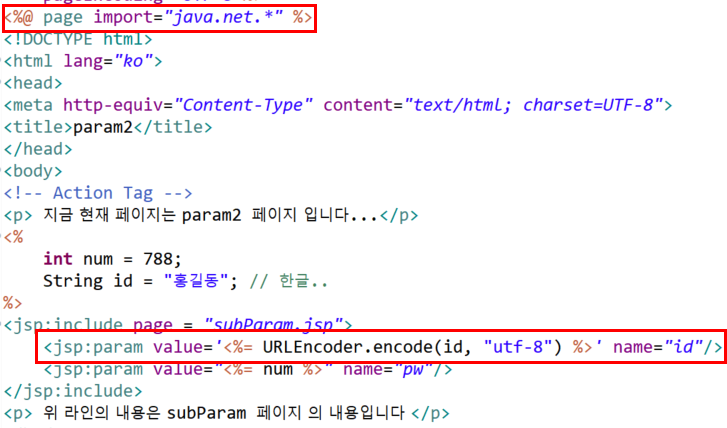 <%@ page import="java.net.*" %>
<!DOCTYPE html>
<html lang="ko">
<head>
<meta http-equiv="Content-Type" content="text/html; charset=UTF-8">
<title>param2</title>
</head>
<body>
<!-- Action Tag -->
<p> 지금 현재 페이지는 param2 페이지 입니다...</p>
<%
int num = 788;
String id = "홍길동"; // 한글..
%>
<jsp:include page = "subParam.jsp">
<jsp:param value='<%= URLEncoder.encode(id, "utf-8") %>' name="id"/>
<jsp:param value="<%= num %>" name="pw"/>
</jsp:include>
<p> 위 라인의 내용은 subParam 페이지 의 내용입니다 </p>